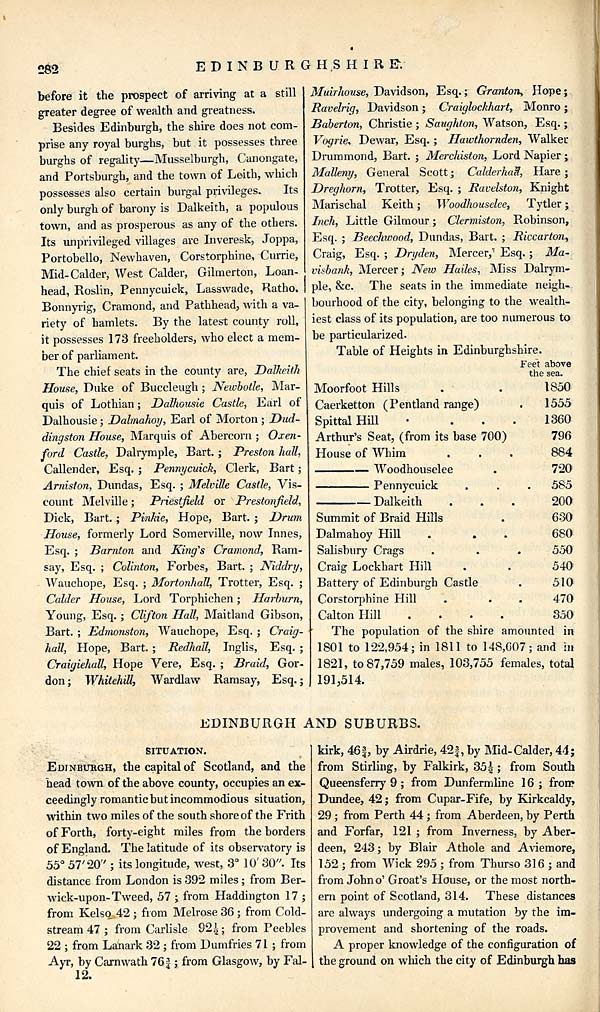 282
EDINBURGHSHIRE.
before it the prospect of arriving at a still
greater degree of wealth and greatness.
Besides Edinburgh, the shire does not com-
prise any royal burghs, but it possesses three
burghs of regality—Musselburgh, Canongate,
and Portsburgh, and the town of Leith, which
possesses also certain burgal privileges. Its
only burgh of barony is Dalkeith, a populous
town, and as prosperous as any of the others.
Its unprivileged villages are Inveresk, Joppa,
Portobello, Newhaven, Corstorphine, Currie,
Mid-Calder, West Calder, Gilmerton, Loan-
head, Roslin, Pennycuick, Lasswade, Ratho.
Bonnyrig, Cramond, and Pathhead, with a va-
riety of hamlets. By the latest county roll,
it possesses 173 freeholders, who elect a mem-
ber of parliament.
The chief seats in the county are, Dalkeith
House, Duke of Buccleugh; Newbotle, Mar-
quis of Lothian; Dalhousie Castle, Earl of
Dalhousie; Dalmahoy, Earl of Morton; Dud-
dingston House, Marquis of Abercorn; Oxen-
ford Castle, Dalrymple, Bart.; Preston hall,
Callender, Esq.; Pennycuick, Clerk, Bart;
Arniston, Dundas, Esq.; Melville Castle, Vis-
count Melville; Priestfield or Prestonfield,
Dick, Bart.; Pinkie, Hope, Bart.; Drum
House, formerly Lord Somerville, now Innes,
Esq.; Barnton and King's Cramond, Ram-
say, Esq.; Colinton, Forbes, Bart.; Niddry,
Wauchope, Esq.; Mortonhall, Trotter, Esq.;
Calder House, Lord Torphichen; Harburn,
Young, Esq.; Clifton Hall, Maitland Gibson,
Bart.; Edmonston, Wauchope, Esq.; Craig-
hall, Hope, Bart.; Redhall, Inglis, Esq.;
Craigiehall, Hope Vere, Esq.; Braid, Gor-
don; Whitehill, Wardlaw Ramsay, Esq.;
Muirhouse, Davidson, Esq.; Granton, Hope;
Ravelrig, Davidson; Craiglockhart, Monro;
Baberton, Christie; Saughton, Watson, Esq.;
Vogrie, Dewar, Esq.; Hawthornden, Walker
Drummond, Bart.; Merchiston, Lord Napier;
Malleny, General Scott; Calderhall, Hare;
Dreghorn, Trotter, Esq.; Ravelston, Knight
Marischal Keith; Woodhouselee, Tytler;
Inch, Little Gilmour; Clermiston, Robinson,
Esq.; Beechwood, Dundas, Bart.; Riccarton,
Craig, Esq.; Dryden, Mercer,' Esq.; Ma-
visbank, Mercer; New Hailes, Miss Dalrym-
ple, &c. The seats in the immediate neigh-
bourhood of the city, belonging to the wealth-
iest class of its population, are too numerous to
be particularized.
Table of Heights in Edinburghshire.
Feet above
the sea.
Moorfoot Hills . . 1850
Caerketton (Pentland range) . 1555
Spittal Hill . . . . 1360
Arthur's Seat, (from its base 700) 796
House of Whim . . . 884
——— Woodhouselee . 720
——— Pennycuick . . . 585
——— Dalkeith . . . 200
Summit of Braid Hills . 630
Dalmahoy Hill . . . 680
Salisbury Crags . . . 550
Craig Lockhart Hill . . 540
Battery of Edinburgh Castle . 510
Corstorphine Hill . . . 470
Calton Hill . . . . 350
The population of the shire amounted in
1801 to 122,954; in 1811 to 148,607; and in
1821, to 87,759 males, 103,755 females, total
191,514.
EDINBURGH AND SUBURBS.
SITUATION.
EDINBURGH, the capital of Scotland, and the
head town of the above county, occupies an ex-
ceedingly romantic but incommodious situation,
within two miles of the south shore of the Frith
of Forth, forty-eight miles from the borders
of England. The latitude of its observatory is
55° 57' 20"; its longitude, west, 3° 10' 30". Its
distance from London is 392 miles; from Ber-
wick-upon-Tweed, 57; from Haddington 17;
from Kelso 42; from Melrose 36; from Cold-
stream 47; from Carlisle 92½; from Peebles
22; from Lanark 32; from Dumfries 71; from
Ayr, by Carnwath 76¾; from Glasgow, by Fal-
12.
kirk, 46¾, by Airdrie, 42¾, by Mid-Calder, 44;
from Stirling, by Falkirk, 35½; from South
Queensferry 9; from Dunfermline 16; from
Dundee, 42; from Cupar-Fife, by Kirkcaldy,
29; from Perth 44; from Aberdeen, by Perth
and Forfar, 121; from Inverness, by Aber-
deen, 243; by Blair Athole and Aviemore,
152; from Wick 295; from Thurso 316; and
from John o' Groat's House, or the most north-
ern point of Scotland, 314. These distances
are always undergoing a mutation by the im-
provement and shortening of the roads.
A proper knowledge of the configuration of
the ground on which the city of Edinburgh has